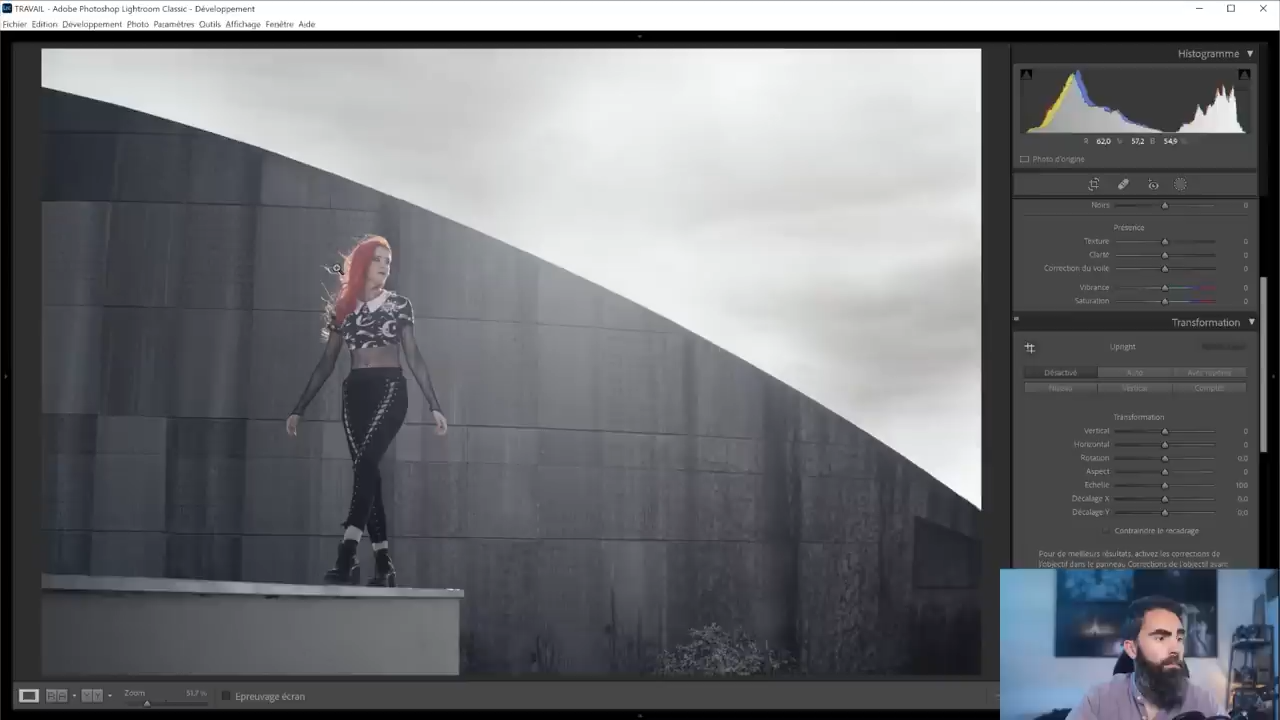 TRAVAIL - Adobe Photoshop Lightroom Classic - Développement
Fichier Edition Développement Photo Paramètres Outils Affichage Fenêtre Aide
Histogramme
R 62,0 V 57,2 B 54,9 %
Photo d'origine
Noirs 0
Présence
Texture 0
Clarté 0
Correction du voile 0
Vibrance 0
Saturation 0
Transformation
Upright
Désactivé Auto Avec repères
Niveau Vertical Complet
Transformation
Vertical 0
Horizontal 0
Rotation 0,0
Aspect 0
Echelle 100
Décalage X 0,0
Décalage Y 0,0
Contraindre le recadrage
Pour de meilleurs résultats, activez les corrections de
l'objectif dans le panneau Corrections de l'objectif avant
Zoom 51,7 % Epreuvage écran